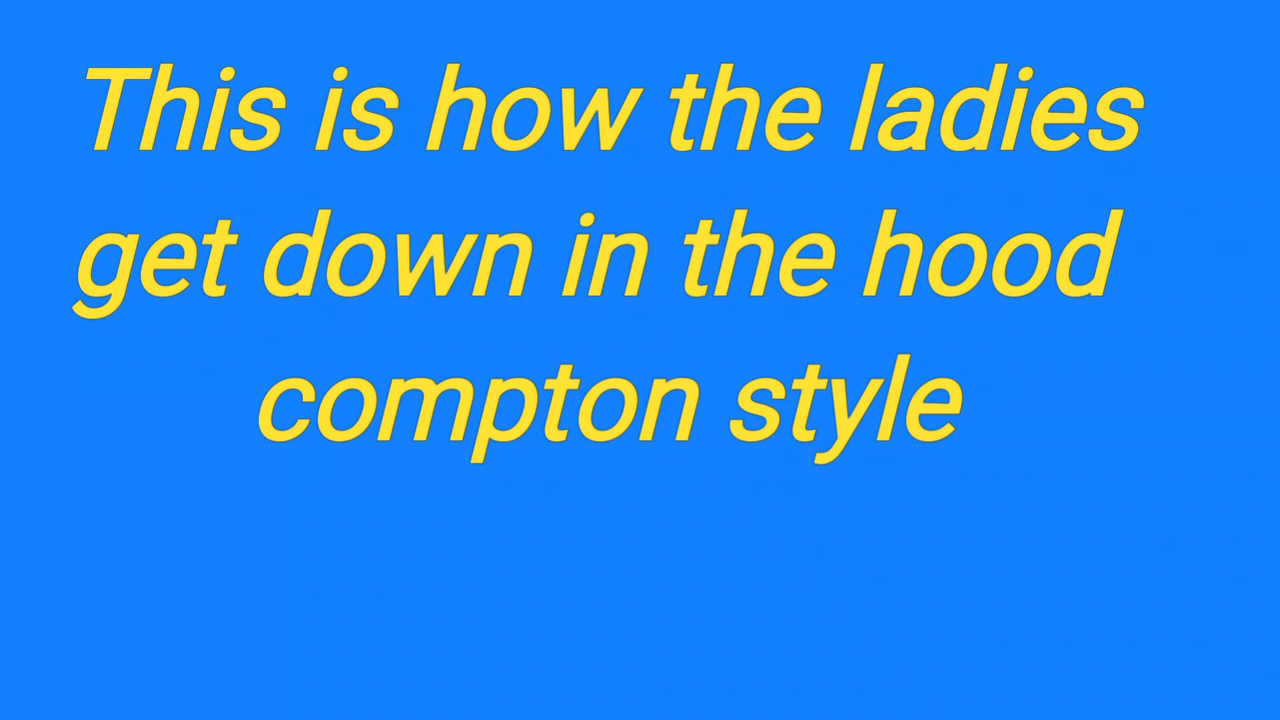 This is how the ladies
get down in the hood
compton style